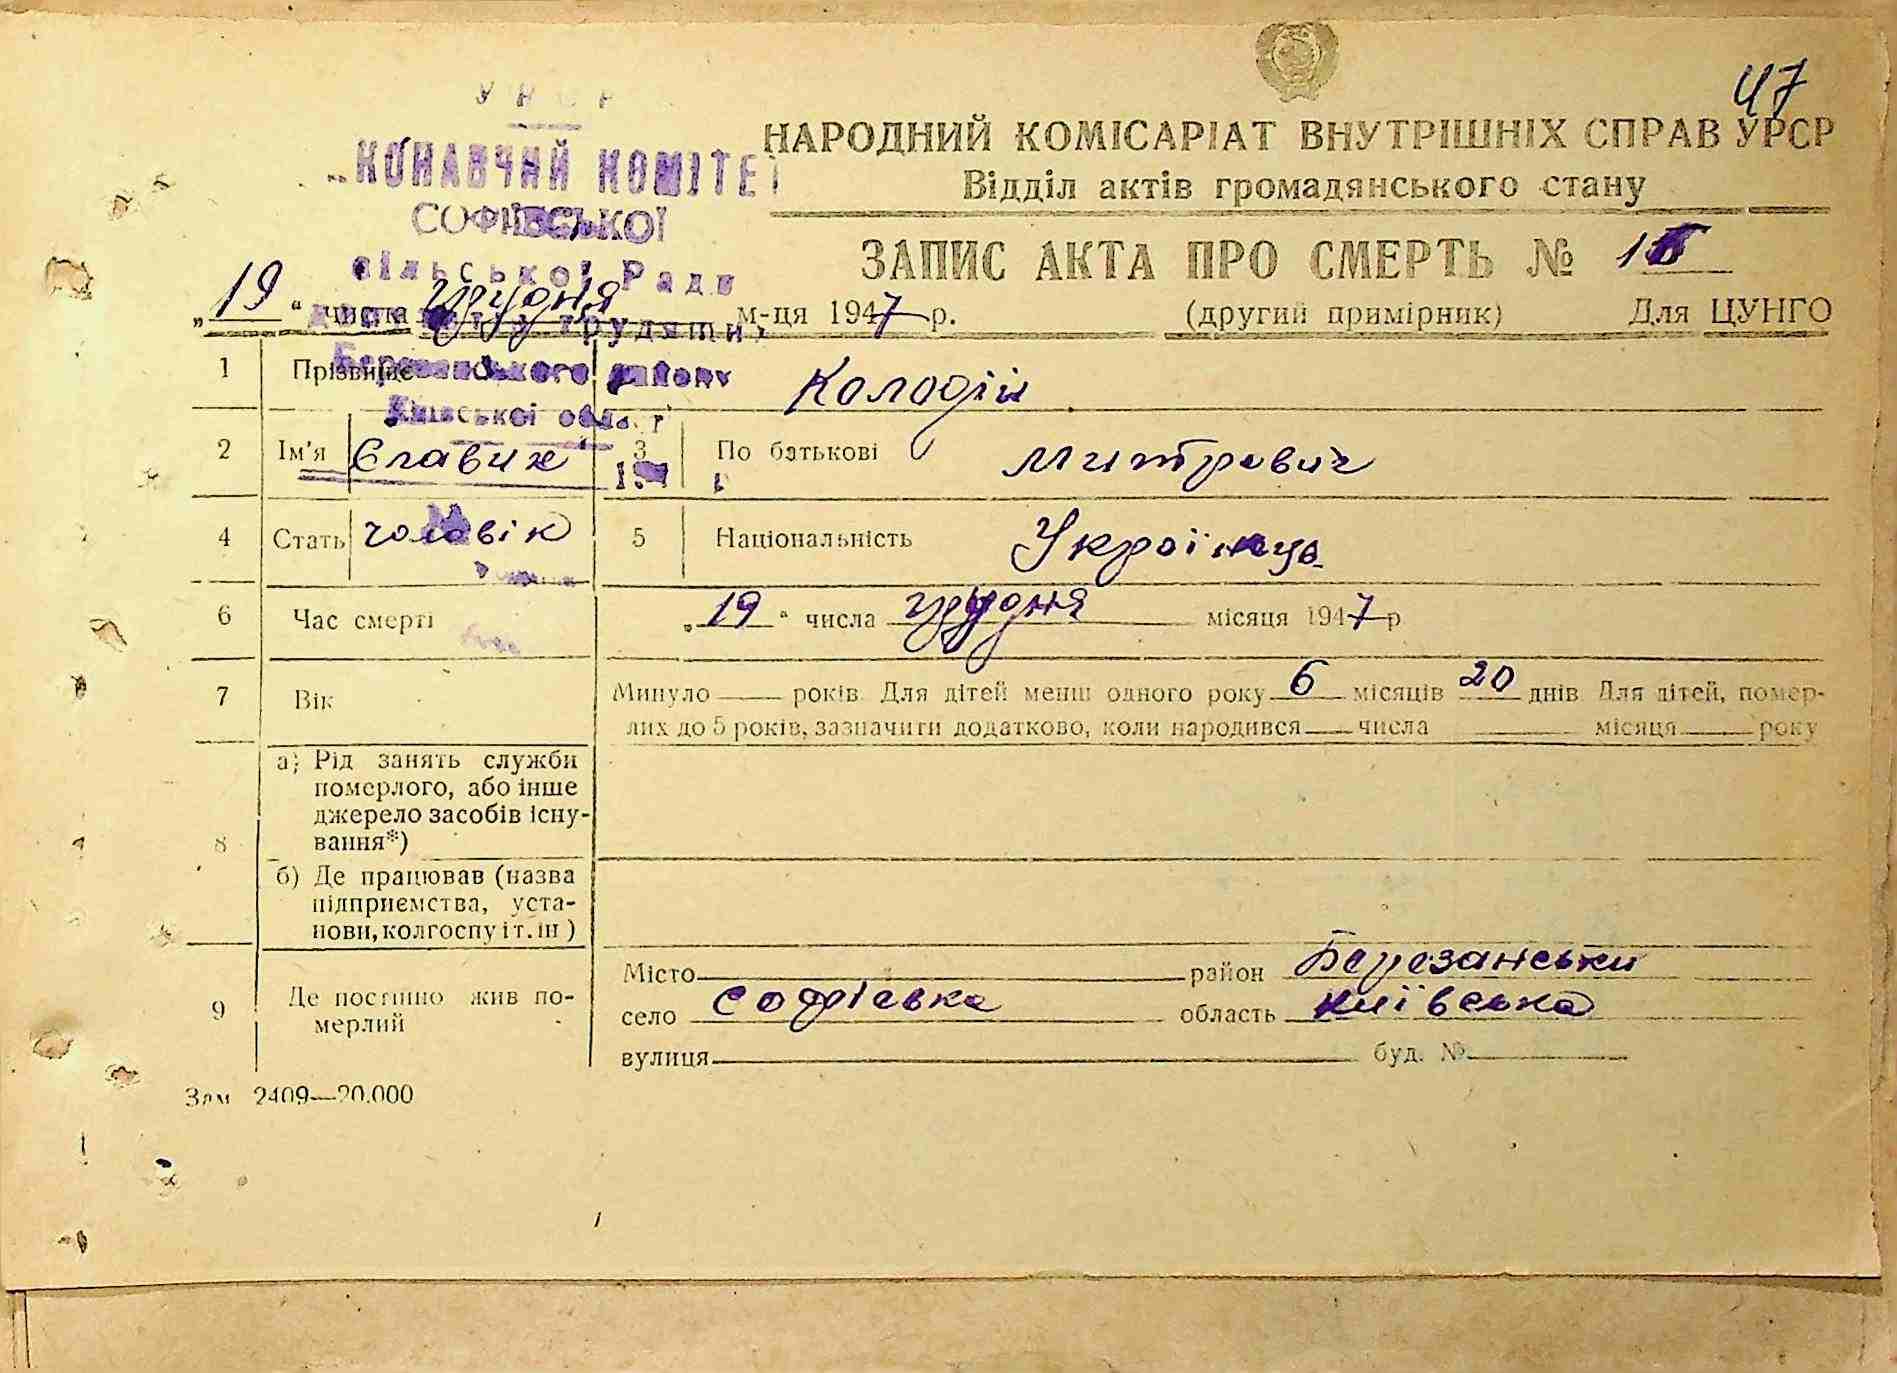 47
УРСР
ВИКОНАВЧИЙ КОМІТЕТ
СОФІЇВСЬКОЇ
сільської Ради
депутатів трудящих
Березанського району
Київської обл.
НАРОДНИЙ КОМІСАРІАТ ВНУТРІШНІХ СПРАВ УРСР
Відділ актів громадянського стану
ЗАПИС АКТА ПРО СМЕРТЬ №
„19“ числа грудня м-ця 1947 р. (другий примірник) Для ЦУНГО
1 Прізвище Колодій
2 Ім'я Славик 3 По батькові Митрович
4 Стать чоловік 5 Національність Українець
6 Час смерті „19“ числа грудня місяця 1947 р
7 Вік Минуло років. Для дітей менш одного року 6 місяців 20 днів Для дітей, помер-
лих до 5 років, зазначити додатково, коли народився числа місяця року
8 а) Рід занять служби
померлого, або інше
джерело засобів існу-
вання*)
б) Де працював (назва
підприємства, уста-
нови, колгоспу і т. ін )
9 Де постійно жив по-
мерлий
Місто район Березанськи
село Софіевка область Київська
вулиця буд. №
Зам 2409—20.000